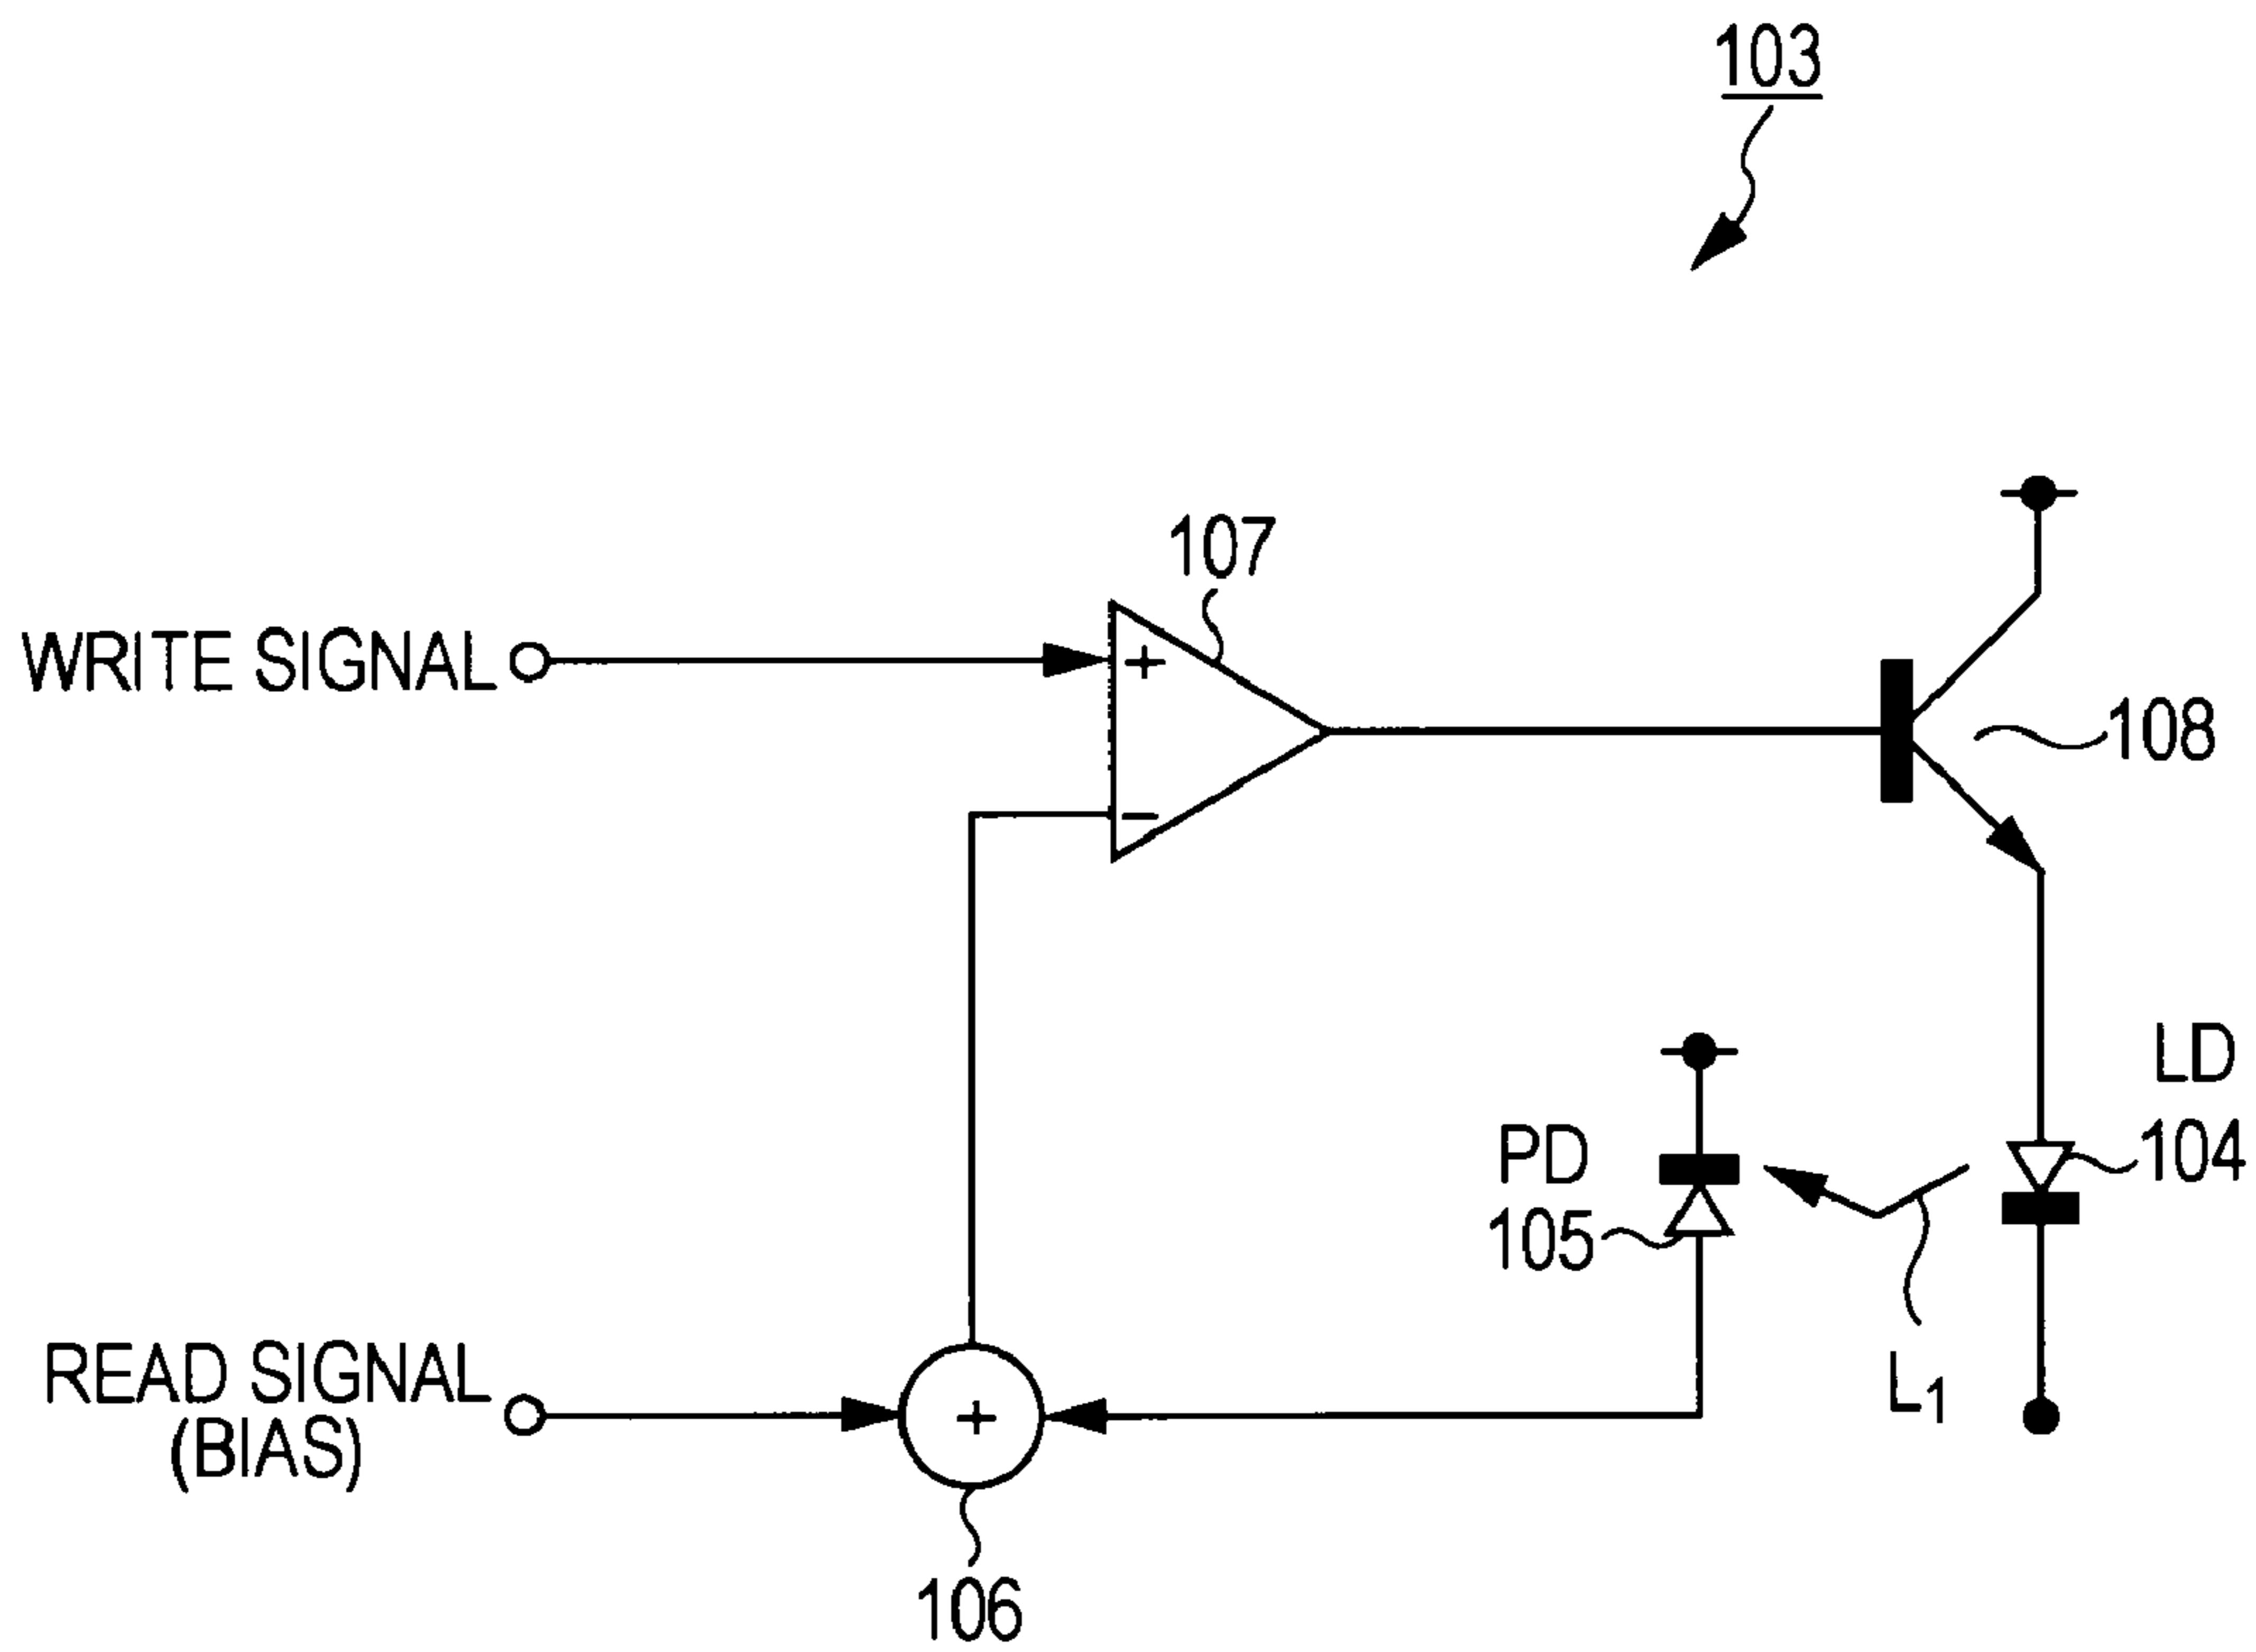 103
107
WRITE SIGNAL
+
108
−
LD
PD
104
105
READ SIGNAL
(BIAS)
+
L1
106